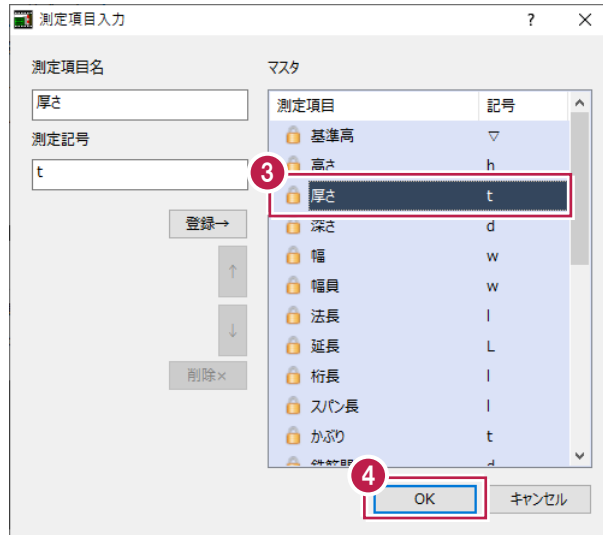 測定項目入力 ? ×
測定項目名
厚さ
測定記号
t
登録→
↑
↓
削除×
マスタ
測定項目 記号
基準高 ▽
高さ h
3
厚さ t
深さ d
幅 w
幅員 w
法長 l
延長 L
桁長 l
スパン長 l
かぶり t
d
4
OK キャンセル